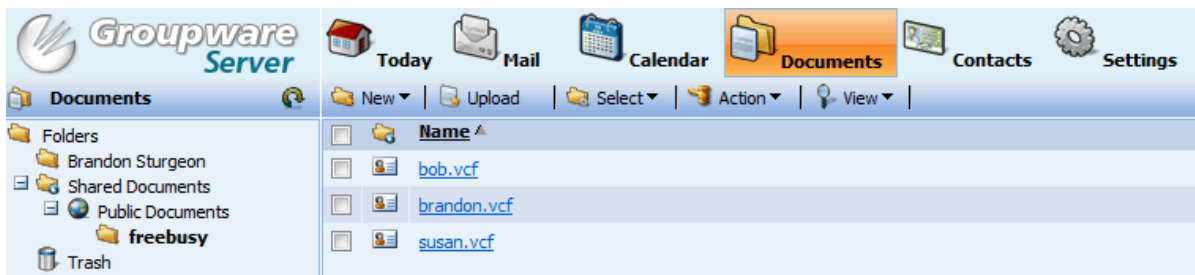 Groupware
Server
Today Mail Calendar Documents Contacts Settings
Documents
New Upload Select Action View
Folders
Brandon Sturgeon
Shared Documents
Public Documents
freebusy
Trash
Name
bob.vcf
brandon.vcf
susan.vcf